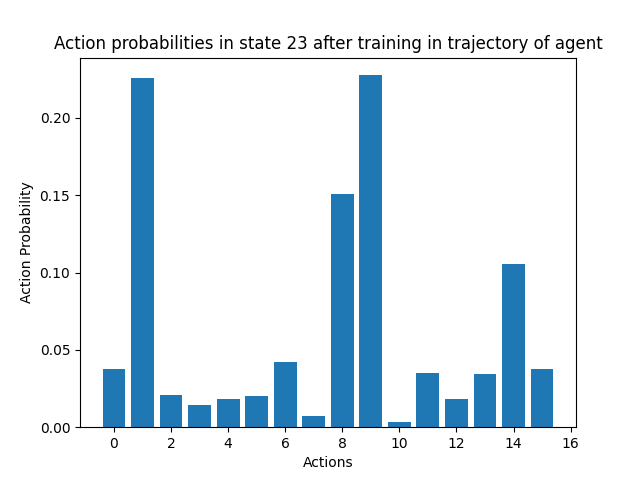 Action probabilities in state 23 after training in trajectory of agent
0.20
0.15
0.10
0.05
0.00
Action Probability
0 2 4 6 8 10 12 14 16
Actions